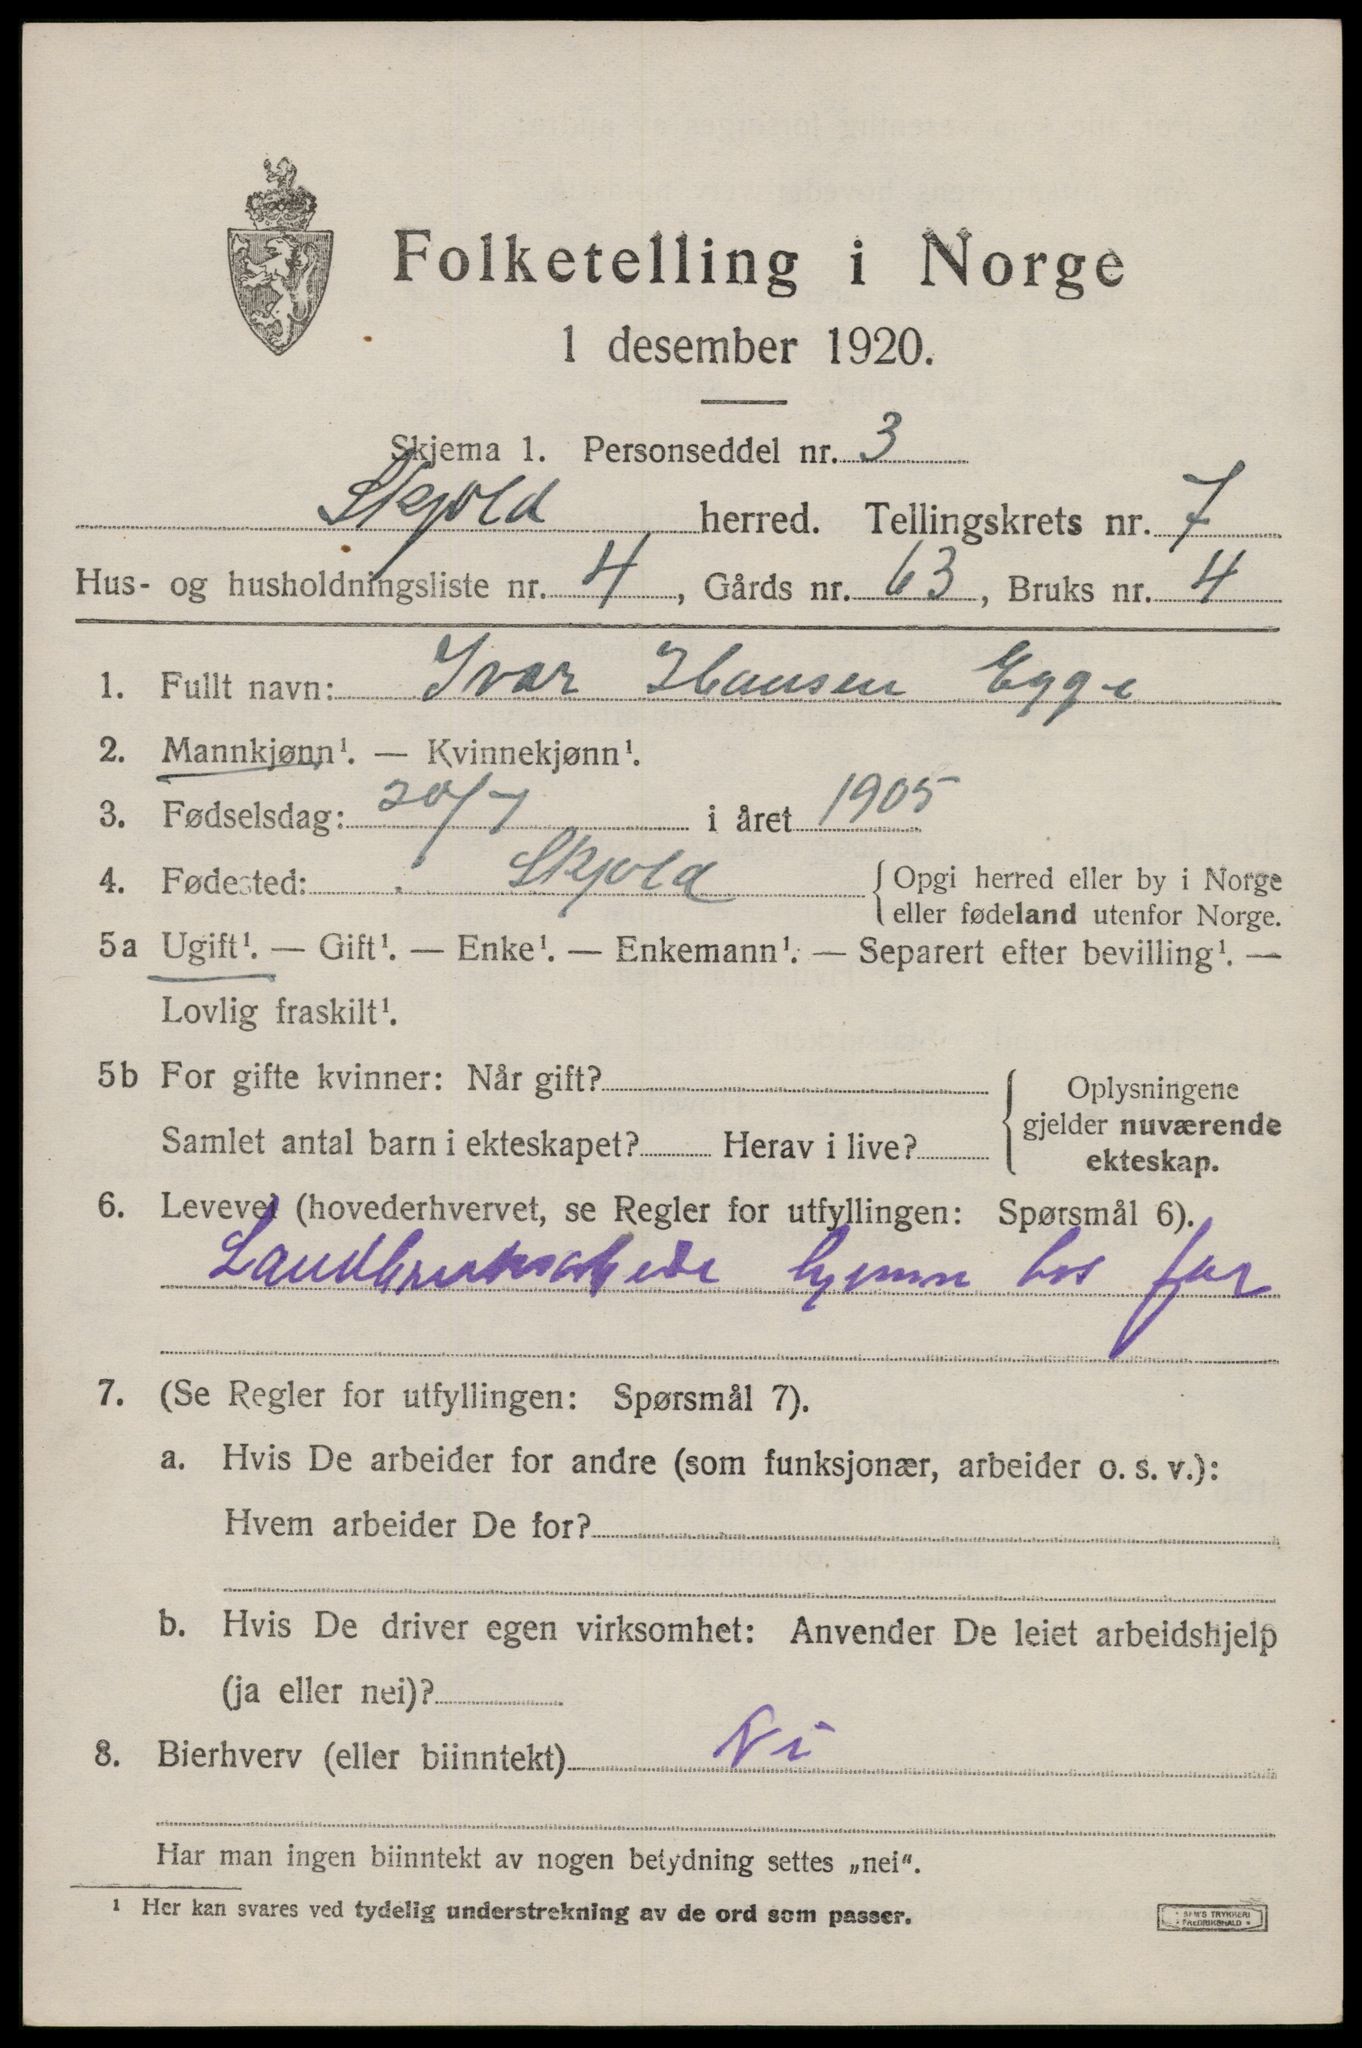 Folketelling i Norge
1 desember 1920.
Skjema 1. Personseddel nr. 3
Skjold herred. Tellingskrets nr. 7
Hus- og husholdningsliste nr. 4, Gårds nr. 63, Bruks nr. 4
1. Fullt navn: Ivar Hansen Egge
2. Mannkjønn¹. — Kvinnekjønn¹.
3. Fødselsdag: 20/7 i året 1905
4. Fødested: Skjold {Opgi herred eller by i Norge
eller fødeland utenfor Norge.
5a Ugift¹. — Gift¹. — Enke¹. — Enkemann¹. — Separert efter bevilling¹. —
Lovlig fraskilt¹.
5b For gifte kvinner: Når gift?
Samlet antal barn i ekteskapet? Herav i live?
Oplysningene
gjelder nuværende
ekteskap.
6. Levevei (hovederhvervet, se Regler for utfyllingen: Spørsmål 6).
Landbruksarbeide hjemme hos far
7. (Se Regler for utfyllingen: Spørsmål 7).
a. Hvis De arbeider for andre (som funksjonær, arbeider o. s. v.):
Hvem arbeider De for?
b. Hvis De driver egen virksomhet: Anvender De leiet arbeidshjelp
(ja eller nei)?
8. Bierhverv (eller biinntekt) Ni
Har man ingen biinntekt av nogen betydning settes „nei".
¹ Her kan svares ved tydelig understrekning av de ord som passer.
TRYKKERI
FREDRIKSHALD